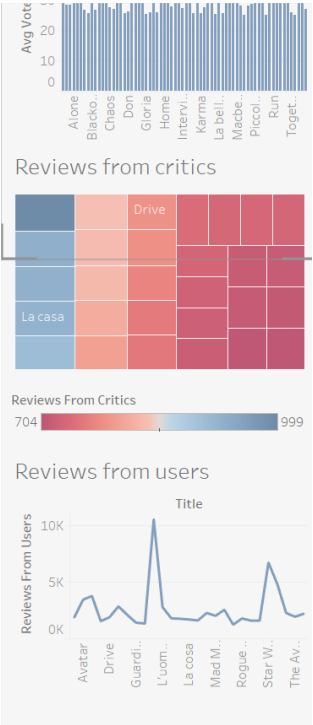 Avg Vote
20
10
0
Alone
Blacko..
Chaos
Don
Gloria
Home
Intervi..
Karma
La bell..
Macbe..
Piccol..
Run
Toget..
Reviews from critics
Drive
La casa
Reviews From Critics
704
999
Reviews from users
Title
Reviews From Users
10K
5K
0K
Avatar
Drive
Guardi..
L'uom..
La cosa
Mad M..
Rogue ..
Star W..
The Av..